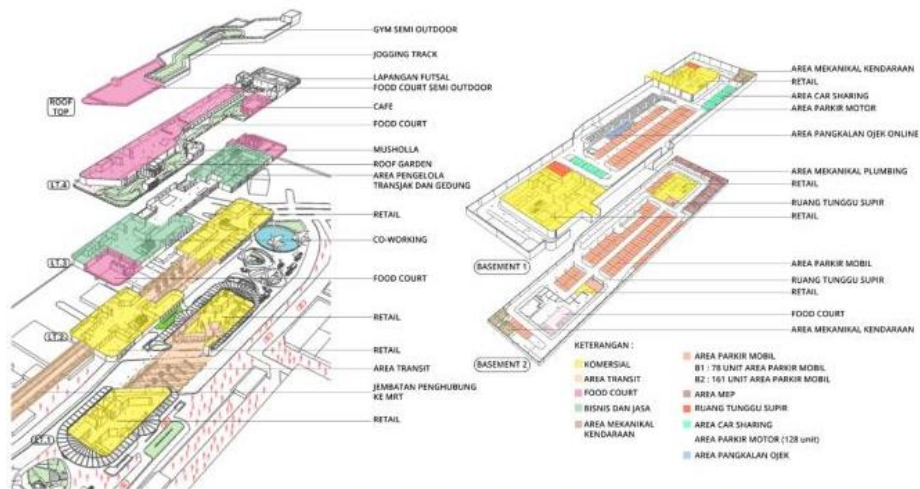 GYM SEMI OUTDOOR
JOGGING TRACK
LAPANGAN FUTSAL
FOOD COURT SEMI OUTDOOR
CAFE
FOOD COURT
MUSHOLLA
ROOF GARDEN
AREA PENGELOLA
TRANSJAK DAN GEDUNG
RETAIL
CO-WORKING
FOOD COURT
RETAIL
RETAIL
AREA TRANSIT
JEMBATAN PENGHUBUNG
KE MRT
RETAIL
ROOF
TOP
LT.4
LT.3
LT.2
LT.1
AREA MEKANIKAL KENDARAAN
RETAIL
AREA CAR SHARING
AREA PARKIR MOTOR
AREA PANGKALAN OJEK ONLINE
AREA MEKANIKAL PLUMBING
RETAIL
RUANG TUNGGU SUPIR
RETAIL
AREA PARKIR MOBIL
RUANG TUNGGU SUPIR
RETAIL
FOOD COURT
AREA MEKANIKAL KENDARAAN
BASEMENT 1
BASEMENT 2
KETERANGAN :
KOMERSIAL
AREA TRANSIT
FOOD COURT
BISNIS DAN JASA
AREA MEKANIKAL
KENDARAAN
AREA PARKIR MOBIL
B1 : 78 UNIT AREA PARKIR MOBIL
B2 : 161 UNIT AREA PARKIR MOBIL
AREA MEP
RUANG TUNGGU SUPIR
AREA CAR SHARING
AREA PARKIR MOTOR (128 unit)
AREA PANGKALAN OJEK